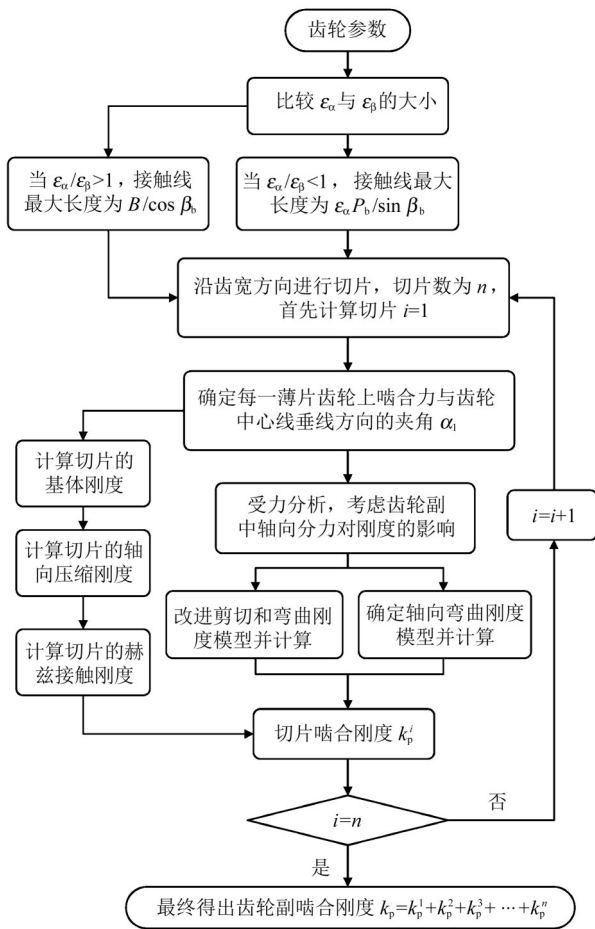 齿轮参数
比较 εα与 εβ的大小
当 εα/εβ>1，接触线
最大长度为 B/cos βb
当 εα/εβ<1， 接触线最大
长度为 εαPb/sin βb
沿齿宽方向进行切片，切片数为 n，
首先计算切片 i=1
确定每一薄片齿轮上啮合力与齿轮
中心线垂线方向的夹角 α1
计算切片的
基体刚度
受力分析，考虑齿轮副
中轴向分力对刚度的影响
i=i+1
计算切片的轴
向压缩刚度
改进剪切和弯曲刚
度模型并计算
确定轴向弯曲刚度
模型并计算
计算切片的赫
兹接触刚度
切片啮合刚度 kpⁱ
i=n
否
是
最终得出齿轮副啮合刚度 kp=kp¹+kp²+kp³+ ··· +kpⁿ